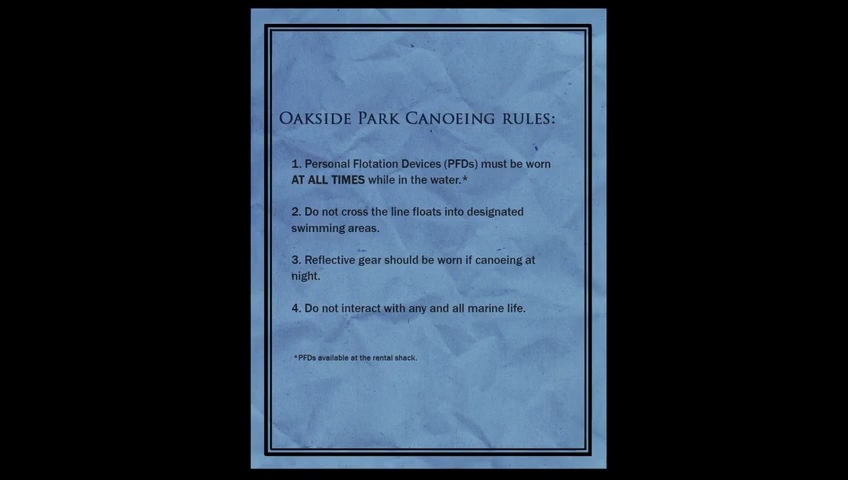 Oakside Park Canoeing rules:
1. Personal Flotation Devices (PFDs) must be worn
AT ALL TIMES while in the water.*
2. Do not cross the line floats into designated
swimming areas.
3. Reflective gear should be worn if canoeing at
night.
4. Do not interact with any and all marine life.
*PFDs available at the rental shack.